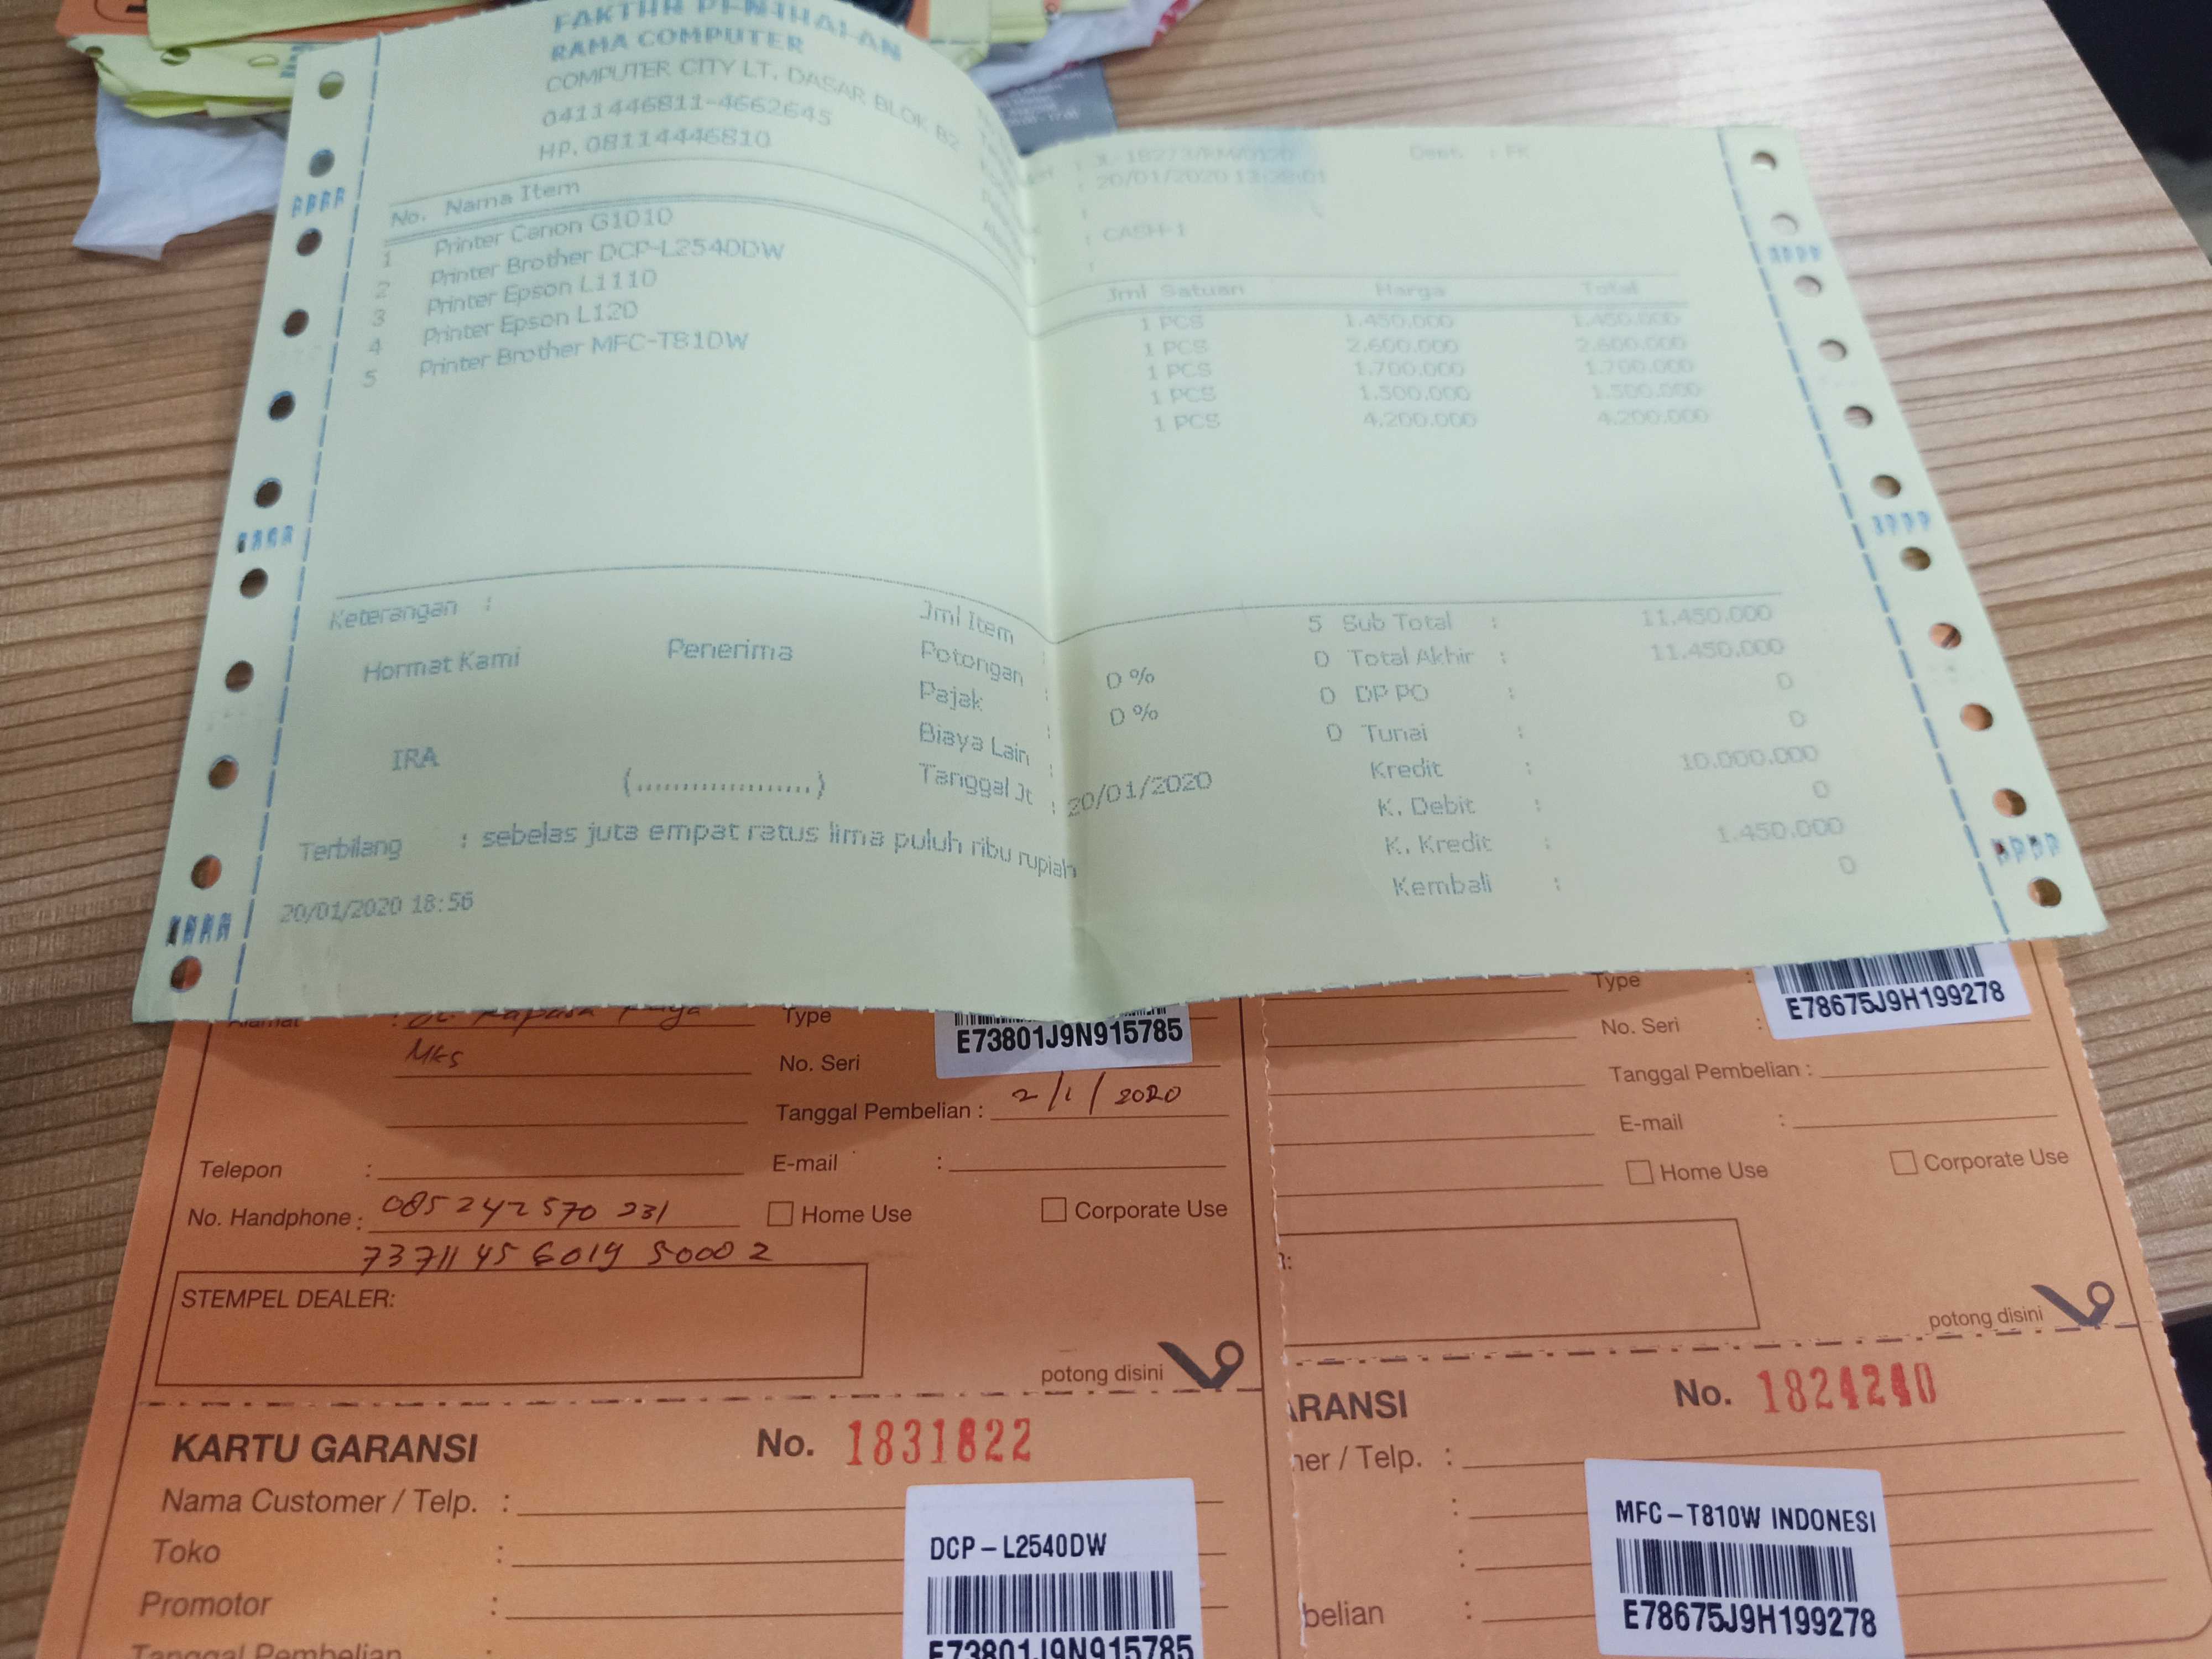 FAKTUR PENJUALAN
RAMA COMPUTER
COMPUTER CITY LT. DASAR BLOK B2
0411446811-4662645
HP. 08114446810
20/01/2020
CASH-1
No. Nama Item Jml Satuan Harga Total
1 Printer Canon G1010 1 PCS 1.450.000 1.450.000
2 Printer Brother DCP-L2540DDW 1 PCS 2.600.000 2.600.000
3 Printer Epson L1110 1 PCS 1.700.000 1.700.000
4 Printer Epson L120 1 PCS 1.500.000 1.500.000
5 Printer Brother MFC-T81DW 1 PCS 4.200.000 4.200.000
Keterangan : Jml Item : 5 Sub Total : 11.450.000
Hormat Kami Penerima Potongan : 0 % 0 Total Akhir : 11.450.000
Pajak : 0 % 0 DP PO : 0
Biaya Lain : 0 Tunai : 0
IRA (...................) Tanggal Jt : 20/01/2020 Kredit : 10.000.000
K. Debit : 0
Terbilang : sebelas juta empat ratus lima puluh ribu rupiah K. Kredit : 1.450.000
20/01/2020 18:56 Kembali : 0
Alamat :
Mks
Type
E73801J9N915785
No. Seri
Tanggal Pembelian : 2/1/2020
Telepon :
E-mail :
No. Handphone : 085242570231
Home Use Corporate Use
7371145601950002
STEMPEL DEALER:
potong disini
KARTU GARANSI No. 1831822
Nama Customer / Telp. :
Toko :
Promotor :
Tanggal Pembelian :
DCP-L2540DW
E73801J9N915785
Type :
E78675J9H199278
No. Seri :
Tanggal Pembelian :
E-mail :
Home Use Corporate Use
potong disini
ARANSI No. 1824240
ner / Telp. :
:
:
belian :
MFC-T810W INDONESI
E78675J9H199278